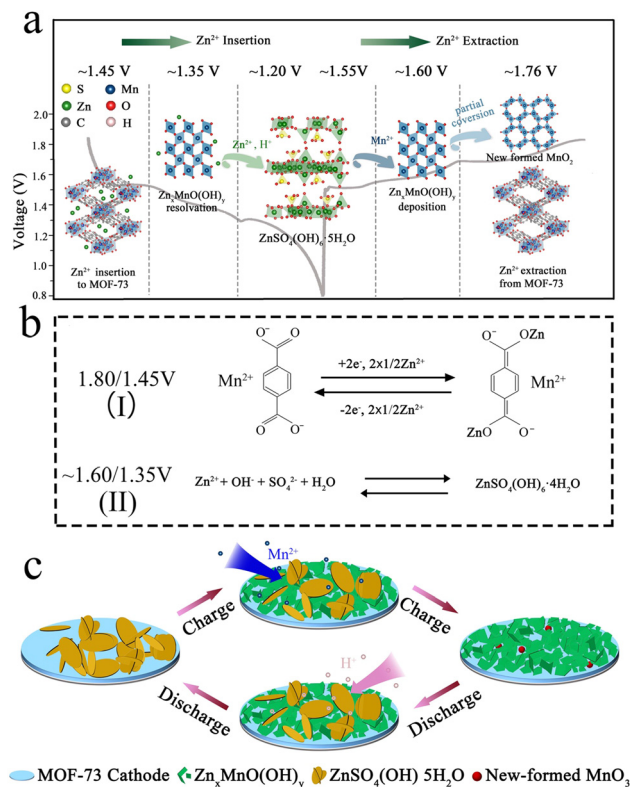 a
Zn²⁺ Insertion
Zn²⁺ Extraction
~1.45 V
~1.35 V
~1.20 V
~1.55V
~1.60 V
~1.76 V
S
Mn
Zn
O
C
H
Voltage (V)
2.0
1.8
1.6
1.4
1.2
1.0
0.8
Zn²⁺ insertion
to MOF-73
ZnₓMnO(OH)ᵧ
resolvation
Zn²⁺, H⁺
ZnSO₄(OH)₆·5H₂O
Mn²⁺
ZnₓMnO(OH)ᵧ
deposition
partial
coversion
New formed MnO₂
Zn²⁺ extraction
from MOF-73
b
1.80/1.45V
(I)
Mn²⁺
O⁻
O
O
O⁻
+2e⁻, 2x1/2Zn²⁺
-2e⁻, 2x1/2Zn²⁺
O⁻
OZn
Mn²⁺
ZnO
O⁻
~1.60/1.35V
(II)
Zn²⁺ + OH⁻ + SO₄²⁻ + H₂O
ZnSO₄(OH)₆·4H₂O
c
Mn²⁺
Charge
Charge
H⁺
Discharge
Discharge
MOF-73 Cathode
ZnₓMnO(OH)ᵧ
ZnSO₄(OH) 5H₂O
New-formed MnO₃